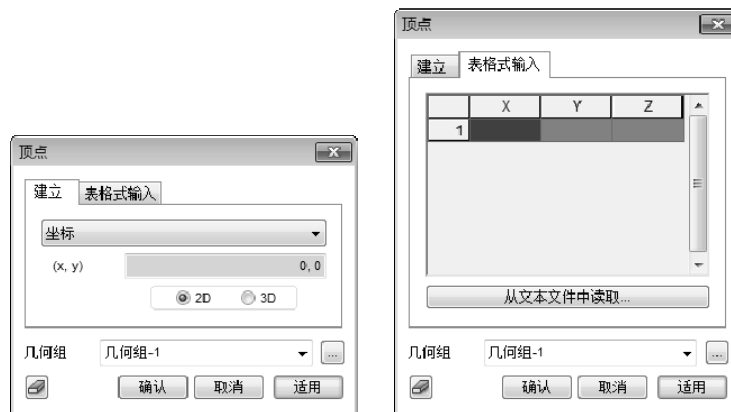 顶点
建立 表格式输入
坐标
(x, y) 0, 0
2D 3D
几何组 几何组-1 ...
确认 取消 适用
顶点
建立 表格式输入
X Y Z
1
从文本文件中读取...
几何组 几何组-1 ...
确认 取消 适用